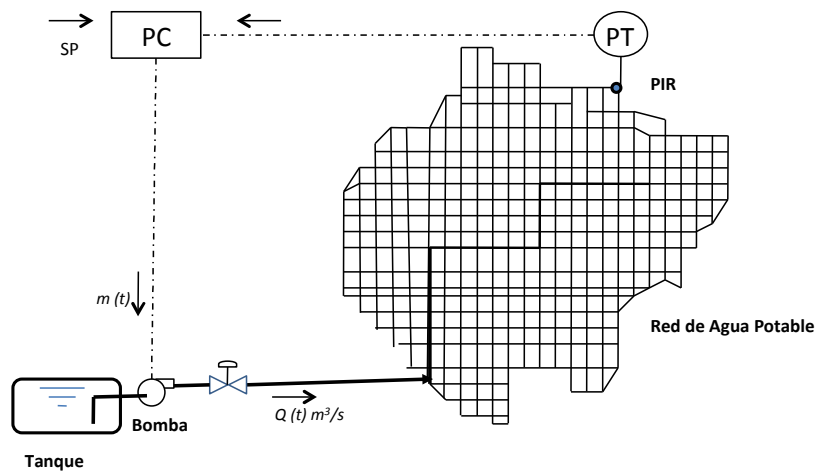 SP
PC
PT
PIR
m (t)
Red de Agua Potable
Q (t) m³/s
Bomba
Tanque